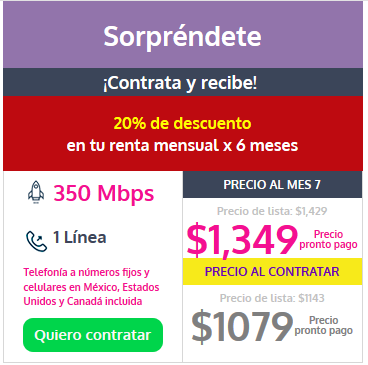 Sorpréndete
¡Contrata y recibe!
20% de descuento
en tu renta mensual x 6 meses
350 Mbps
1 Línea
Telefonía a números fijos y
celulares en México, Estados
Unidos y Canadá incluida
Quiero contratar
PRECIO AL MES 7
Precio de lista: $1,429
$1,349 Precio
pronto pago
PRECIO AL CONTRATAR
Precio de lista: $1143
$1079 Precio
pronto pago